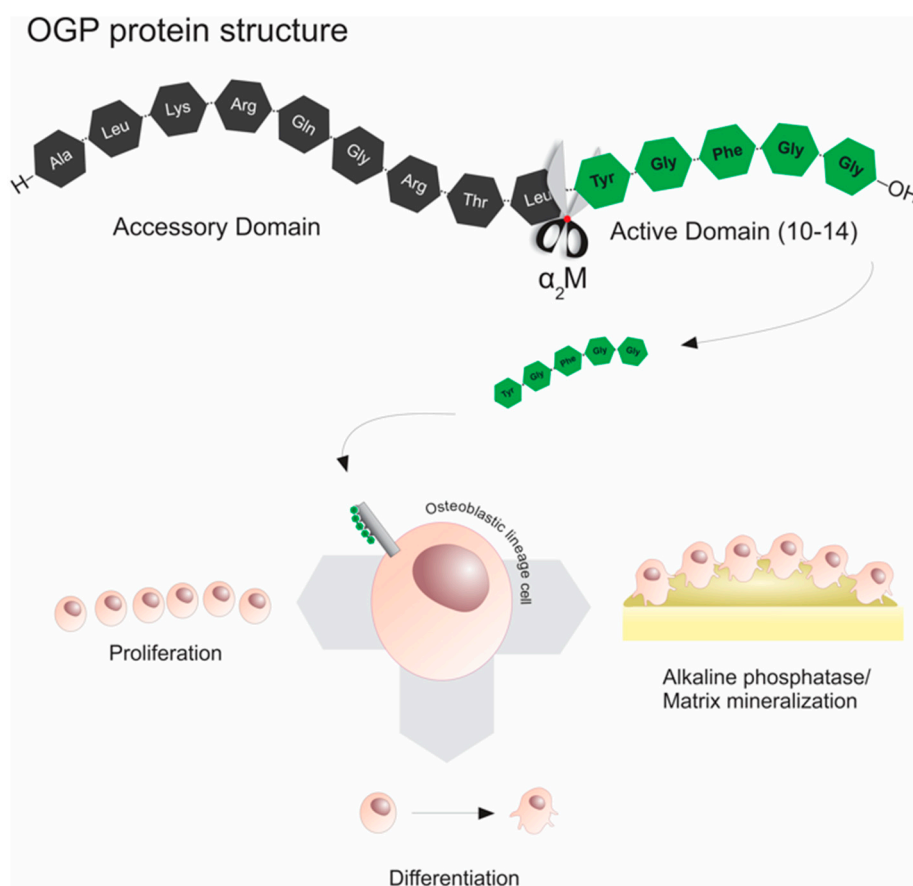 OGP protein structure
H Ala Leu Lys Arg Gln Gly Arg Thr Leu Tyr Gly Phe Gly Gly OH
Accessory Domain
Active Domain (10-14)
α2M
Tyr Gly Phe Gly Gly
Osteoblastic lineage cell
Proliferation
Alkaline phosphatase/
Matrix mineralization
Differentiation